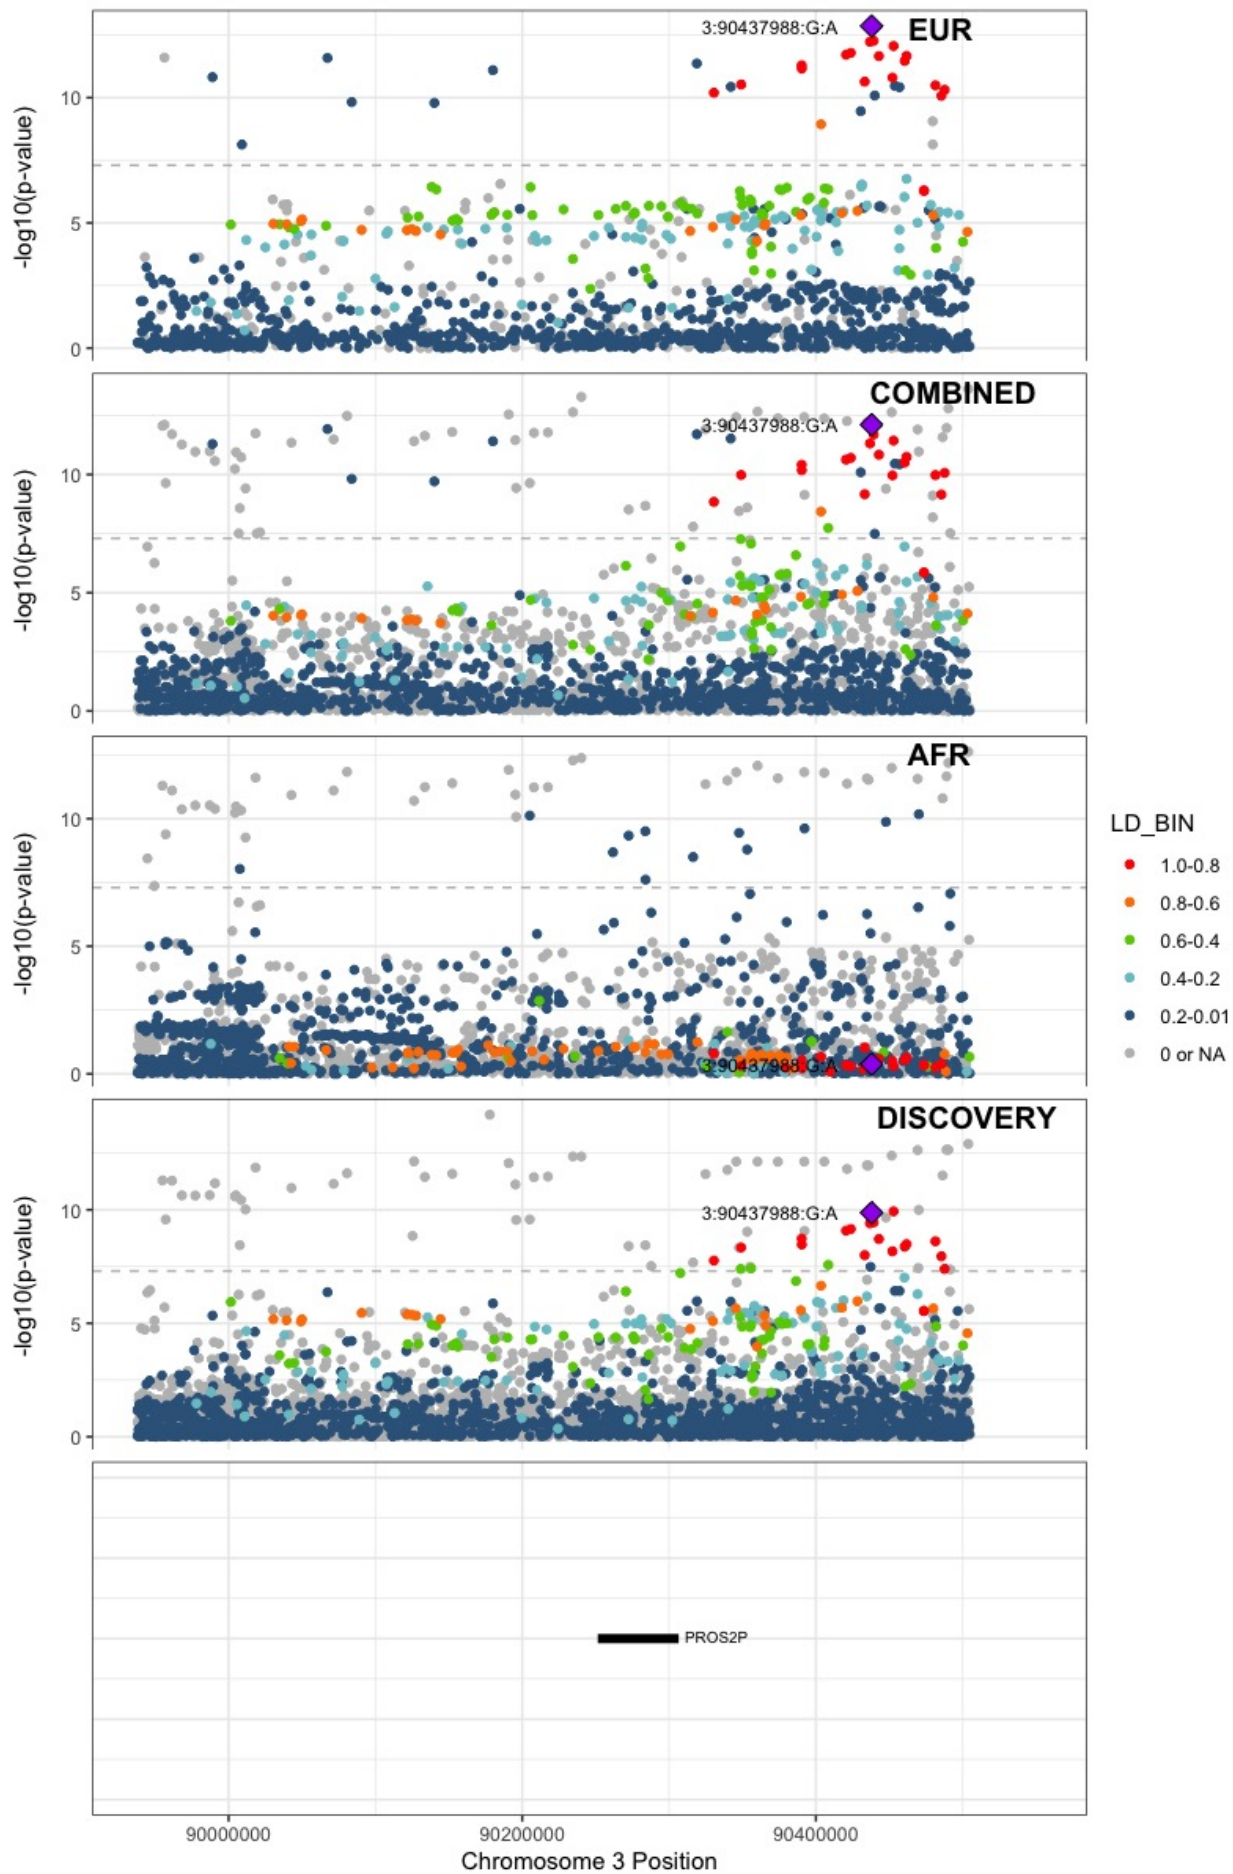 EUR
3:90437988:G:A
-log10(p-value)
10
5
0
COMBINED
3:90437988:G:A
-log10(p-value)
10
5
0
AFR
3:90437988:G:A
-log10(p-value)
10
5
0
DISCOVERY
3:90437988:G:A
-log10(p-value)
10
5
0
LD_BIN
1.0-0.8
0.8-0.6
0.6-0.4
0.4-0.2
0.2-0.01
0 or NA
PROS2P
90000000 90200000 90400000
Chromosome 3 Position